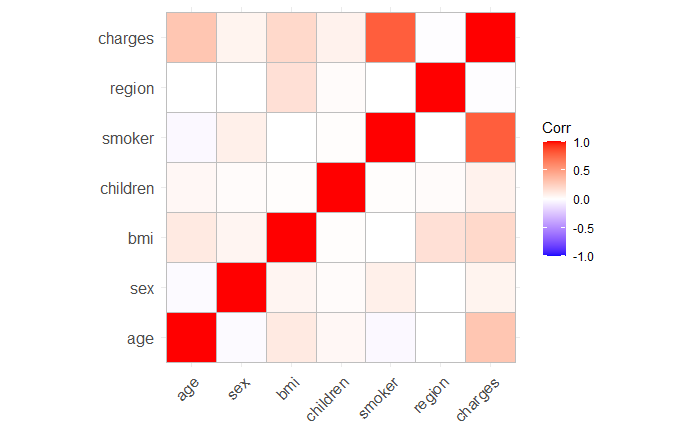 charges
region
smoker
children
bmi
sex
age
age
sex
bmi
children
smoker
region
charges
Corr
1.0
0.5
0.0
-0.5
-1.0